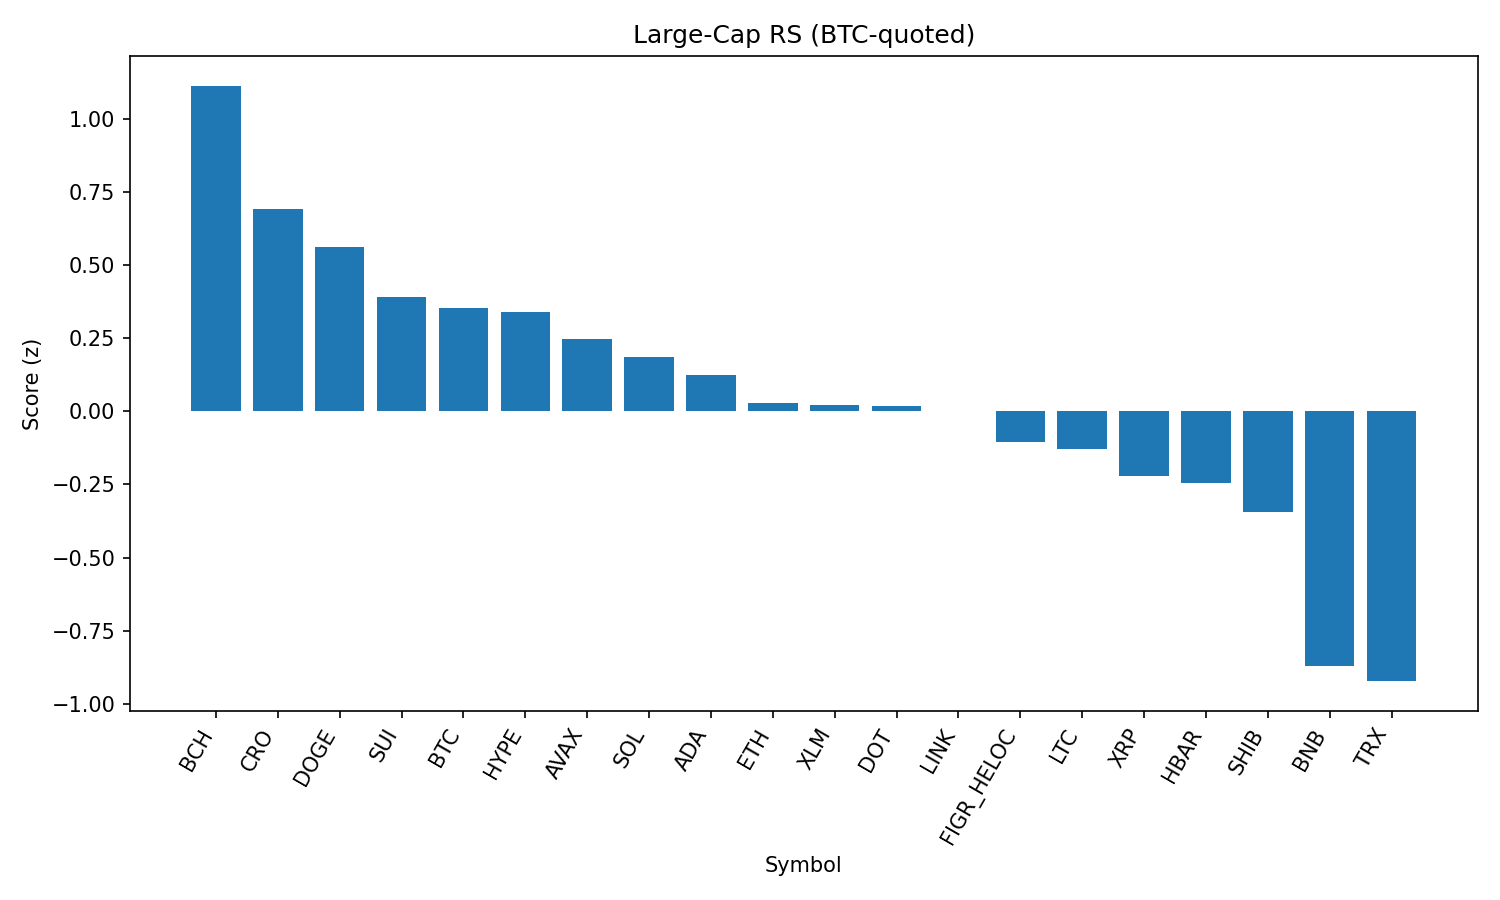 Large-Cap RS (BTC-quoted)
Score (z)
1.00
0.75
0.50
0.25
0.00
−0.25
−0.50
−0.75
−1.00
BCH
CRO
DOGE
SUI
BTC
HYPE
AVAX
SOL
ADA
ETH
XLM
DOT
LINK
FIGR_HELOC
LTC
XRP
HBAR
SHIB
BNB
TRX
Symbol